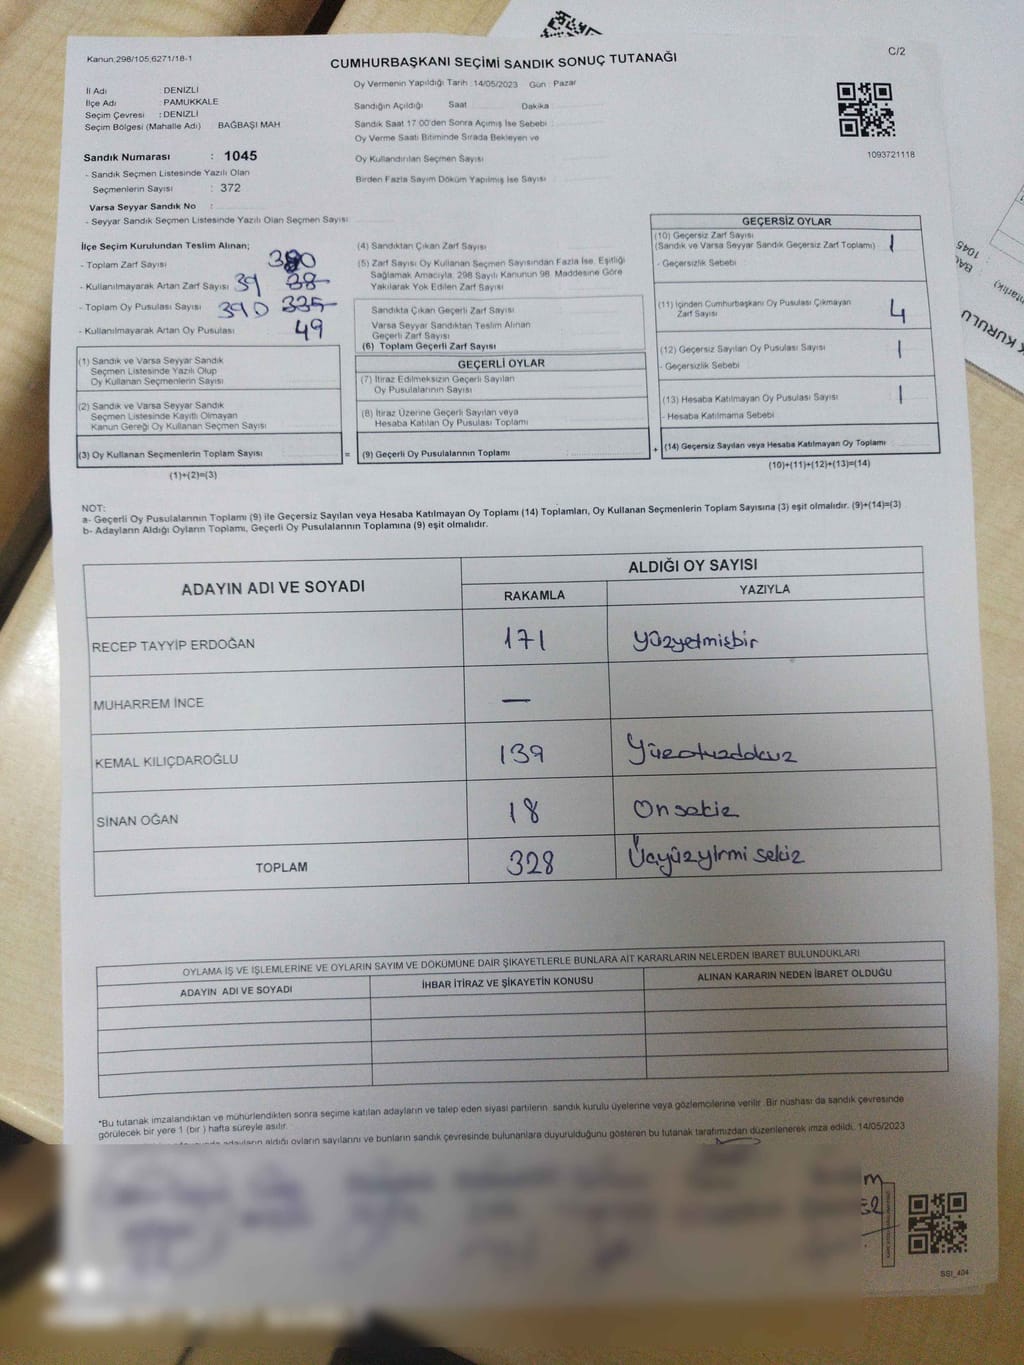 Kanun:298/105,6271/18-1
C/2
CUMHURBAŞKANI SEÇİMİ SANDIK SONUÇ TUTANAĞI
İl Adı : DENİZLİ
İlçe Adı : PAMUKKALE
Seçim Çevresi : DENİZLİ
Seçim Bölgesi (Mahalle Adı) : BAĞBAŞI MAH
Oy Vermenin Yapıldığı Tarih :14/05/2023 Gün : Pazar
Sandığın Açıldığı Saat Dakika
Sandık Saat 17:00'den Sonra Açımış İse Sebebi :
Oy Verme Saati Bitiminde Sırada Bekleyen ve
Oy Kullandırılan Seçmen Sayısı
Birden Fazla Sayım Döküm Yapılmış İse Sayısı :
1093721118
Sandık Numarası : 1045
- Sandık Seçmen Listesinde Yazılı Olan
Seçmenlerin Sayısı : 372
Varsa Seyyar Sandık No :
- Seyyar Sandık Seçmen Listesinde Yazılı Olan Seçmen Sayısı
İlçe Seçim Kurulundan Teslim Alınan;
- Toplam Zarf Sayısı
- Kullanılmayarak Artan Zarf Sayısı 39 38
- Toplam Oy Pusulası Sayısı 390 335
- Kullanılmayarak Artan Oy Pusulası 49
(1) Sandık ve Varsa Seyyar Sandık
Seçmen Listesinde Yazılı Olup
Oy Kullanan Seçmenlerin Sayısı
(2) Sandık ve Varsa Seyyar Sandık
Seçmen Listesinde Kayıtlı Olmayan
Kanun Gereği Oy Kullanan Seçmen Sayısı
(3) Oy Kullanan Seçmenlerin Toplam Sayısı =
(1)+(2)=(3)
(4) Sandıktan Çıkan Zarf Sayısı
(5) Zarf Sayısı Oy Kullanan Seçmen Sayısından Fazla İse, Eşitliği
Sağlamak Amacıyla, 298 Sayılı Kanunun 98. Maddesine Göre
Yakılarak Yok Edilen Zarf Sayısı
Sandıkta Çıkan Geçerli Zarf Sayısı
Varsa Seyyar Sandıktan Teslim Alınan
Geçerli Zarf Sayısı
(6) Toplam Geçerli Zarf Sayısı
GEÇERLİ OYLAR
(7) İtiraz Edilmeksizin Geçerli Sayılan
Oy Pusulalarının Sayısı
(8) İtiraz Üzerine Geçerli Sayılan veya
Hesaba Katılan Oy Pusulası Toplamı
(9) Geçerli Oy Pusulalarının Toplamı +
GEÇERSİZ OYLAR
(10) Geçersiz Zarf Sayısı
(Sandık ve Varsa Seyyar Sandık Geçersiz Zarf Toplamı) 1
- Geçersizlik Sebebi :
(11) İçinden Cumhurbaşkanı Oy Pusulası Çıkmayan
Zarf Sayısı 4
(12) Geçersiz Sayılan Oy Pusulası Sayısı 1
- Geçersizlik Sebebi :
(13) Hesaba Katılmayan Oy Pusulası Sayısı 1
- Hesaba Katılmama Sebebi :
(14) Geçersiz Sayılan veya Hesaba Katılmayan Oy Toplamı
(10)+(11)+(12)+(13)=(14)
NOT:
a- Geçerli Oy Pusulalarının Toplamı (9) ile Geçersiz Sayılan veya Hesaba Katılmayan Oy Toplamı (14) Toplamları, Oy Kullanan Seçmenlerin Toplam Sayısına (3) eşit olmalıdır. (9)+(14)=(3)
b- Adayların Aldığı Oyların Toplamı, Geçerli Oy Pusulalarının Toplamına (9) eşit olmalıdır.
ADAYIN ADI VE SOYADI ALDIĞI OY SAYISI
RAKAMLA YAZIYLA
RECEP TAYYİP ERDOĞAN 171 Yüzyetmişbir
MUHARREM İNCE —
KEMAL KILIÇDAROĞLU 139 Yüzotuzdokuz
SİNAN OĞAN 18 Onsekiz
TOPLAM 328 Üçyüzyirmi sekiz
OYLAMA İŞ VE İŞLEMLERİNE VE OYLARIN SAYIM VE DÖKÜMÜNE DAİR ŞİKAYETLERLE BUNLARA AİT KARARLARIN NELERDEN İBARET BULUNDUKLARI
ADAYIN ADI VE SOYADI İHBAR İTİRAZ VE ŞİKAYETİN KONUSU ALINAN KARARIN NEDEN İBARET OLDUĞU
*Bu tutanak imzalandıktan ve mühürlendikten sonra seçime katılan adayların ve talep eden siyasi partilerin sandık kurulu üyelerine veya gözlemcilerine verilir. Bir nüshası da sandık çevresinde
görülecek bir yere 1 (bir ) hafta süreyle asılır.
adayların aldığı oyların sayılarını ve bunların sandık çevresinde bulunanlara duyurulduğunu gösteren bu tutanak tarafımızdan düzenlenerek imza edildi. 14/05/2023
SSI_404
1045
K KURULU